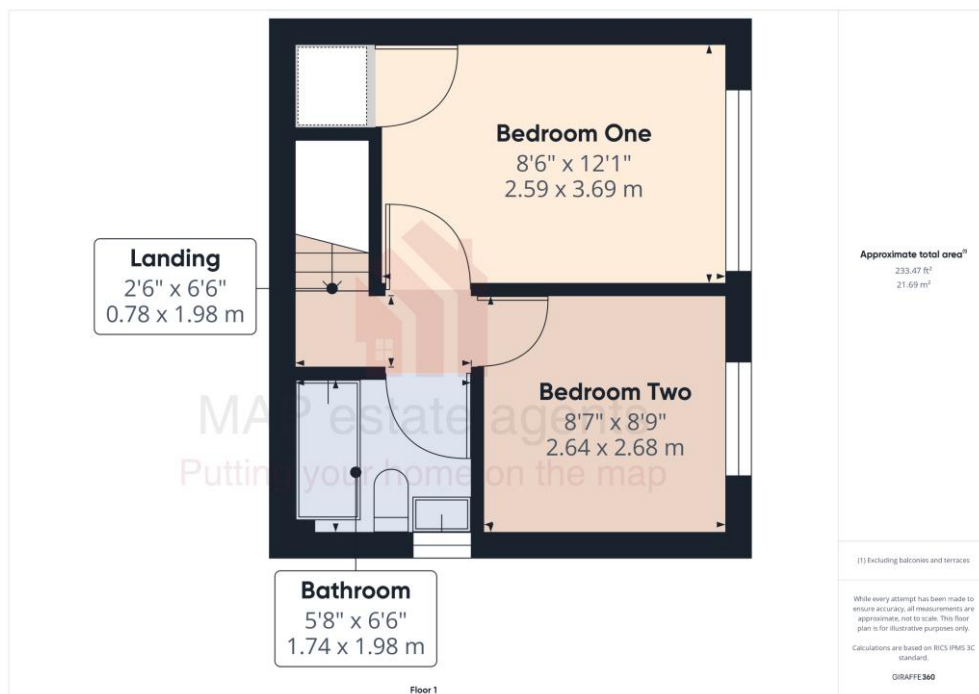 Bedroom One
8'6" x 12'1"
2.59 x 3.69 m
Landing
2'6" x 6'6"
0.78 x 1.98 m
Bedroom Two
8'7" x 8'9"
2.64 x 2.68 m
MAP estate agents
Putting your home on the map
Bathroom
5'8" x 6'6"
1.74 x 1.98 m
Floor 1
Approximate total area⁽¹⁾
233.47 ft²
21.69 m²
(1) Excluding balconies and terraces
While every attempt has been made to
ensure accuracy, all measurements are
approximate, not to scale. This floor
plan is for illustrative purposes only.
Calculations are based on RICS IPMS 3C
standard.
GIRAFFE360